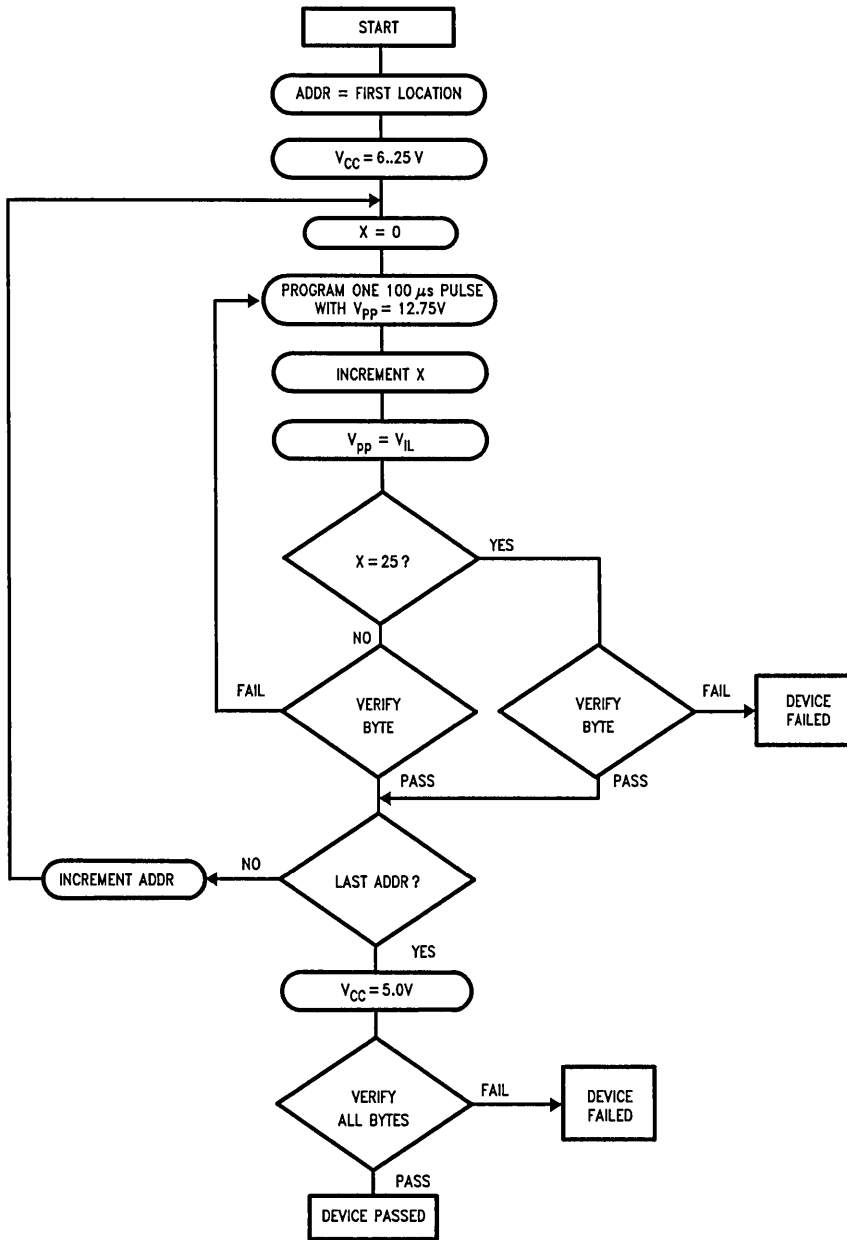 START
ADDR = FIRST LOCATION
VCC = 6..25 V
X = 0
PROGRAM ONE 100 μs PULSE
WITH VPP = 12.75V
INCREMENT X
Vpp = VIL
X = 25 ?
YES
NO
FAIL
VERIFY
BYTE
PASS
VERIFY
BYTE
FAIL
PASS
DEVICE
FAILED
LAST ADDR ?
NO
INCREMENT ADDR
YES
VCC = 5.0V
VERIFY
ALL BYTES
FAIL
DEVICE
FAILED
PASS
DEVICE PASSED